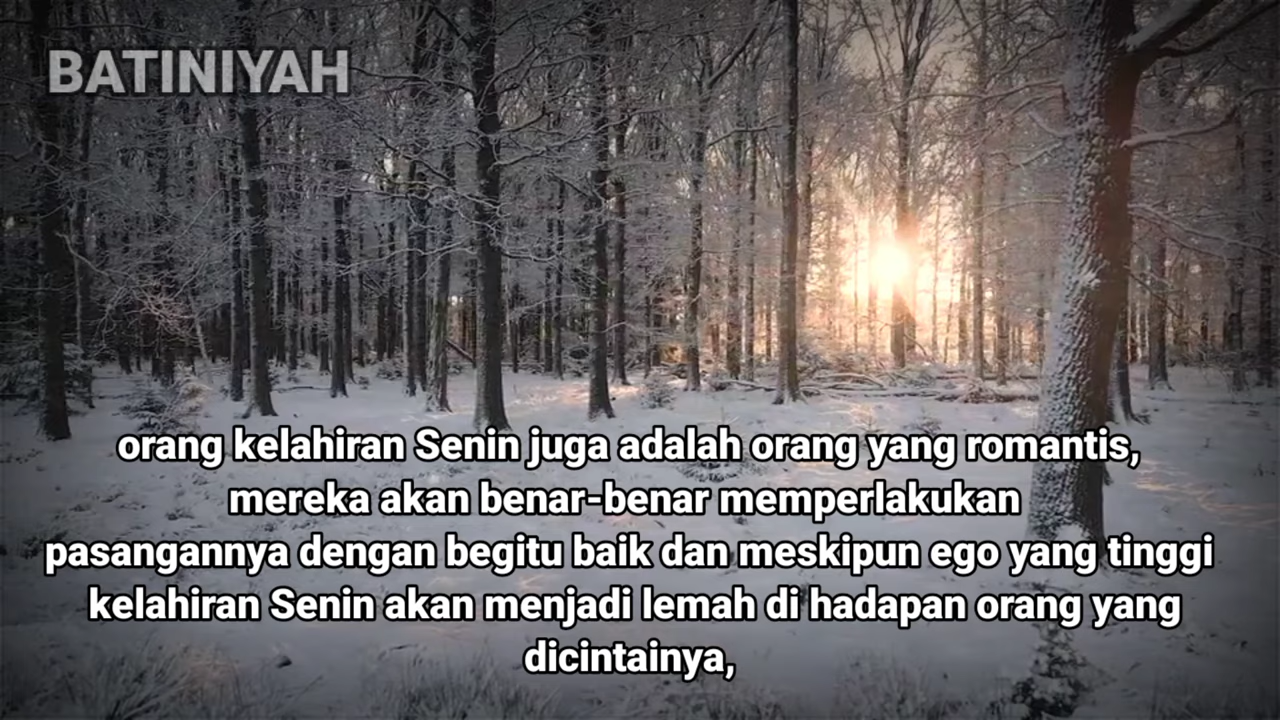 BATINIYAH
orang kelahiran Senin juga adalah orang yang romantis,
mereka akan benar-benar memperlakukan
pasangannya dengan begitu baik dan meskipun ego yang tinggi
kelahiran Senin akan menjadi lemah di hadapan orang yang
dicintainya,